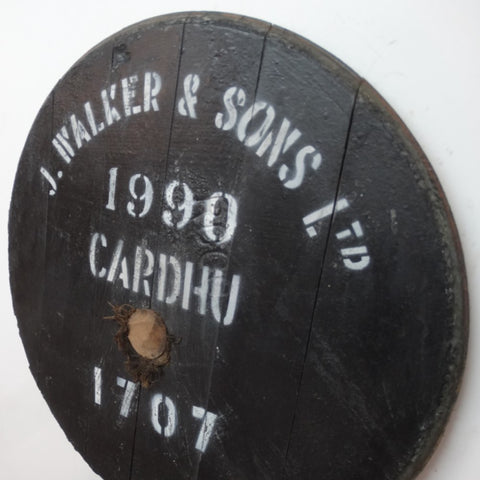 J. WALKER & SONS LTD
1990
CARDHU
1707